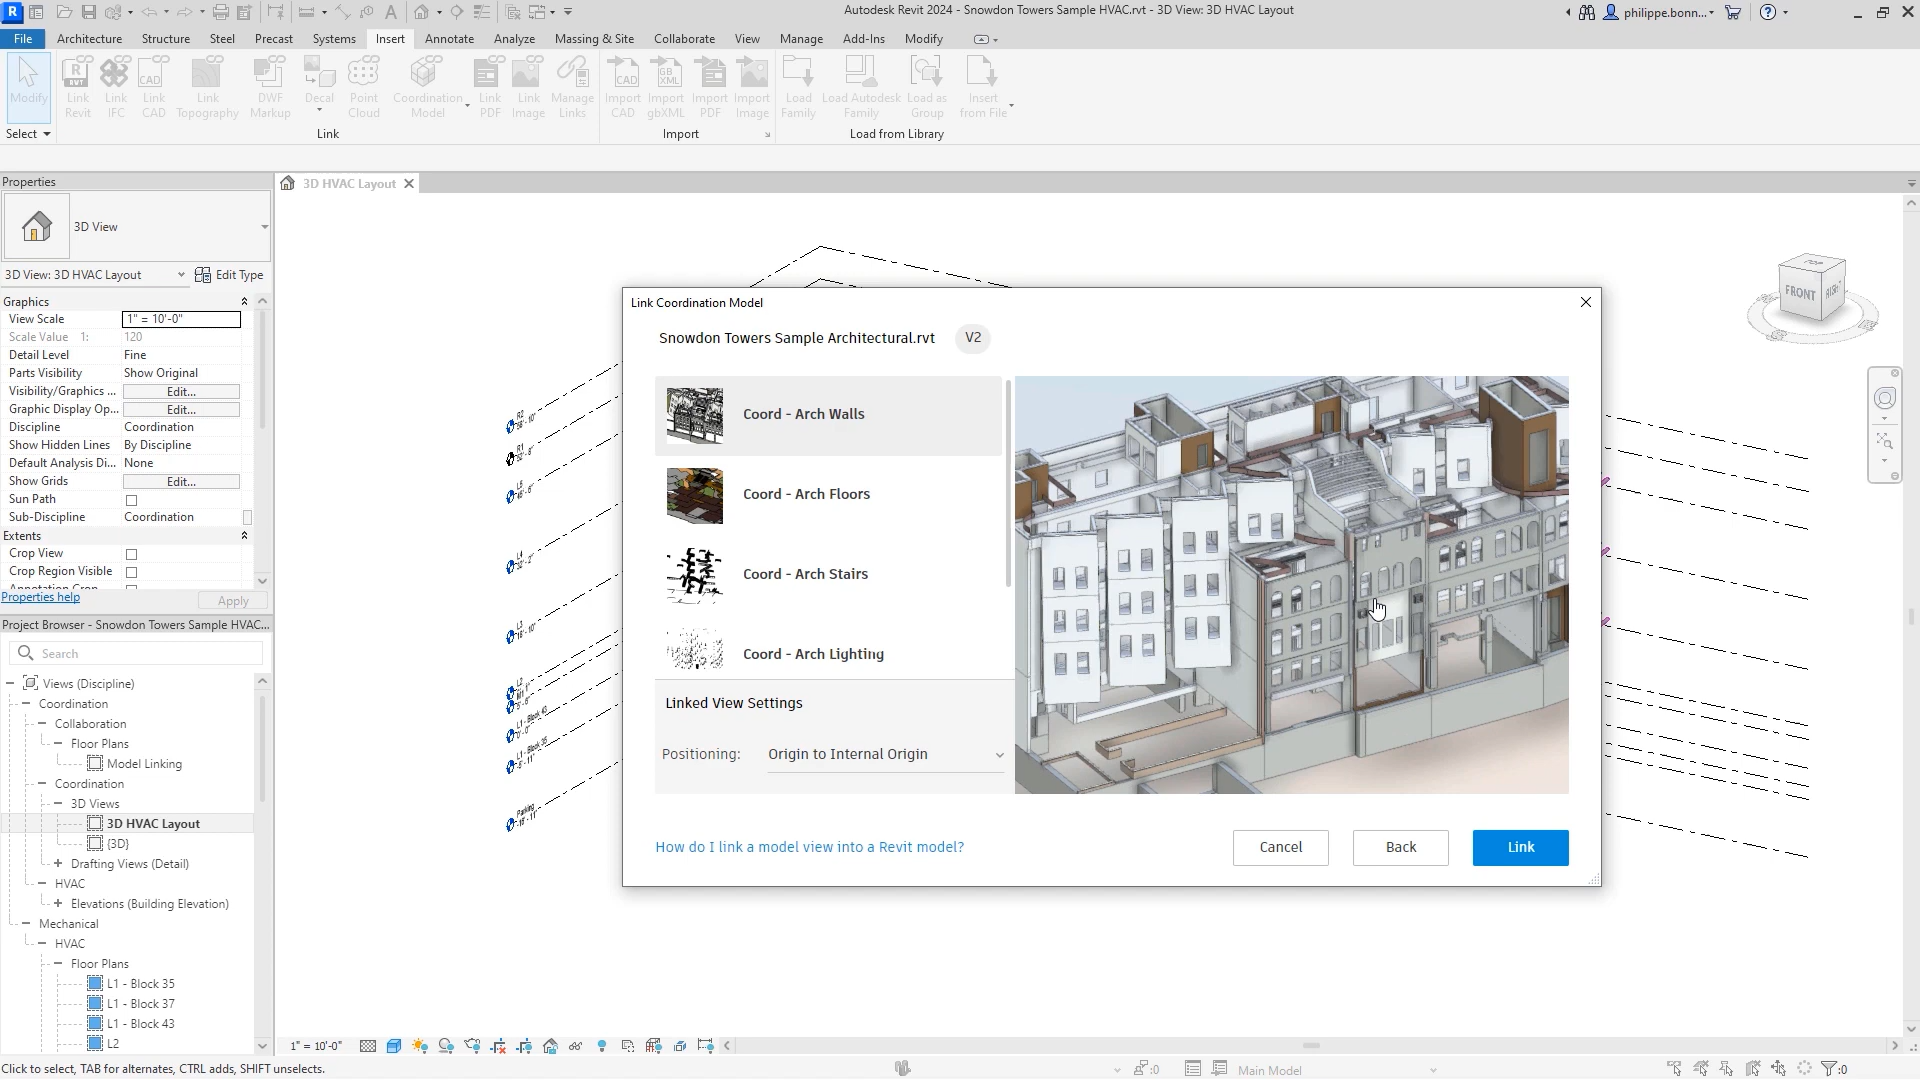 Autodesk Revit 2024 - Snowdon Towers Sample HVAC.rvt - 3D View: 3D HVAC Layout
philippe.bonn...
File Architecture Structure Steel Precast Systems Insert Annotate Analyze Massing & Site Collaborate View Manage Add-Ins Modify
Modify
Link Revit
Link IFC
Link CAD
Link Topography
DWF Markup
Decal
Point Cloud
Coordination Model
Link PDF
Link Image
Manage Links
Import CAD
Import gbXML
Import PDF
Import Image
Load Family
Load Autodesk Family
Load as Group
Insert from File
Select
Link
Import
Load from Library
Properties
3D View
3D View: 3D HVAC Layout Edit Type
Graphics
View Scale 1" = 10'-0"
Scale Value 1: 120
Detail Level Fine
Parts Visibility Show Original
Visibility/Graphics ... Edit...
Graphic Display Op... Edit...
Discipline Coordination
Show Hidden Lines By Discipline
Default Analysis Di... None
Show Grids Edit...
Sun Path
Sub-Discipline Coordination
Extents
Crop View
Crop Region Visible
Properties help Apply
Project Browser - Snowdon Towers Sample HVAC...
Search
Views (Discipline)
Coordination
Collaboration
Floor Plans
Model Linking
Coordination
3D Views
3D HVAC Layout
{3D}
Drafting Views (Detail)
HVAC
Elevations (Building Elevation)
Mechanical
HVAC
Floor Plans
L1 - Block 35
L1 - Block 37
L1 - Block 43
L2
3D HVAC Layout
TOP
FRONT
RIGHT
Link Coordination Model
Snowdon Towers Sample Architectural.rvt V2
Coord - Arch Walls
Coord - Arch Floors
Coord - Arch Stairs
Coord - Arch Lighting
Linked View Settings
Positioning: Origin to Internal Origin
How do I link a model view into a Revit model?
Cancel Back Link
1" = 10'-0"
Click to select, TAB for alternates, CTRL adds, SHIFT unselects.
:0
Main Model
:0